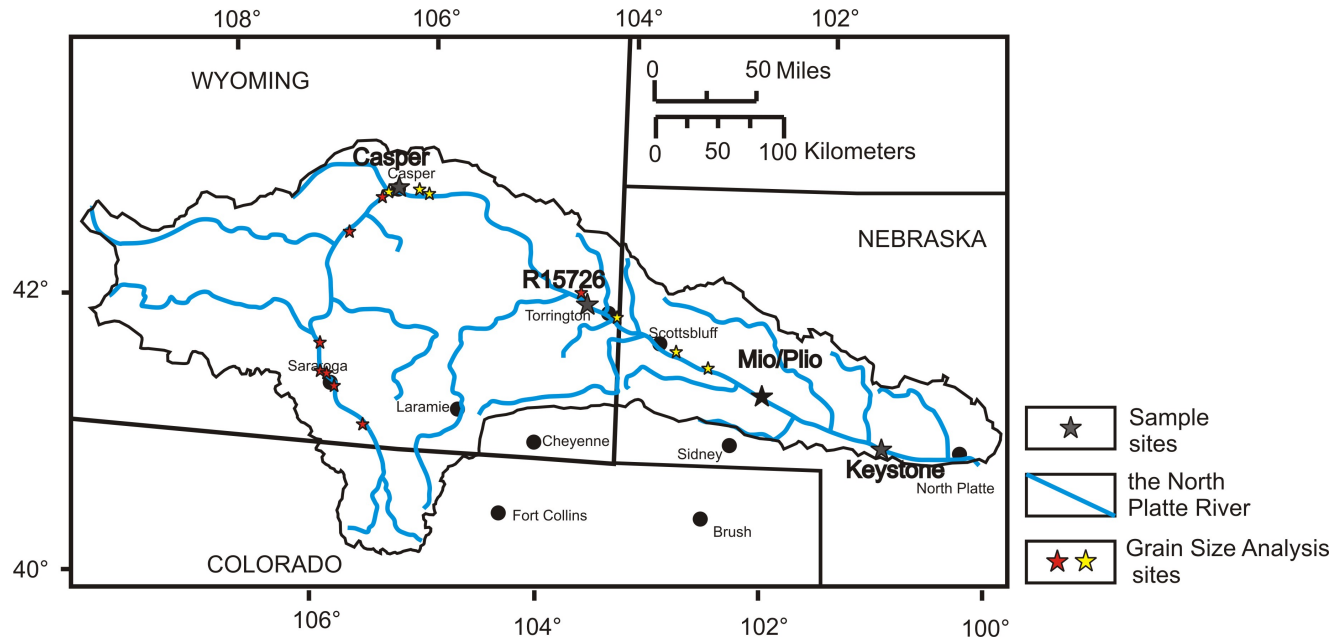 108°
106°
104°
102°
WYOMING
0
50 Miles
0
50
100 Kilometers
Casper
Casper
NEBRASKA
42°
R15726
Torrington
Scottsbluff
Mio/Plio
Saratoga
Laramie
Cheyenne
Sidney
Keystone
North Platte
Fort Collins
Brush
COLORADO
40°
106°
104°
102°
100°
Sample
sites
the North
Platte River
Grain Size Analysis
sites